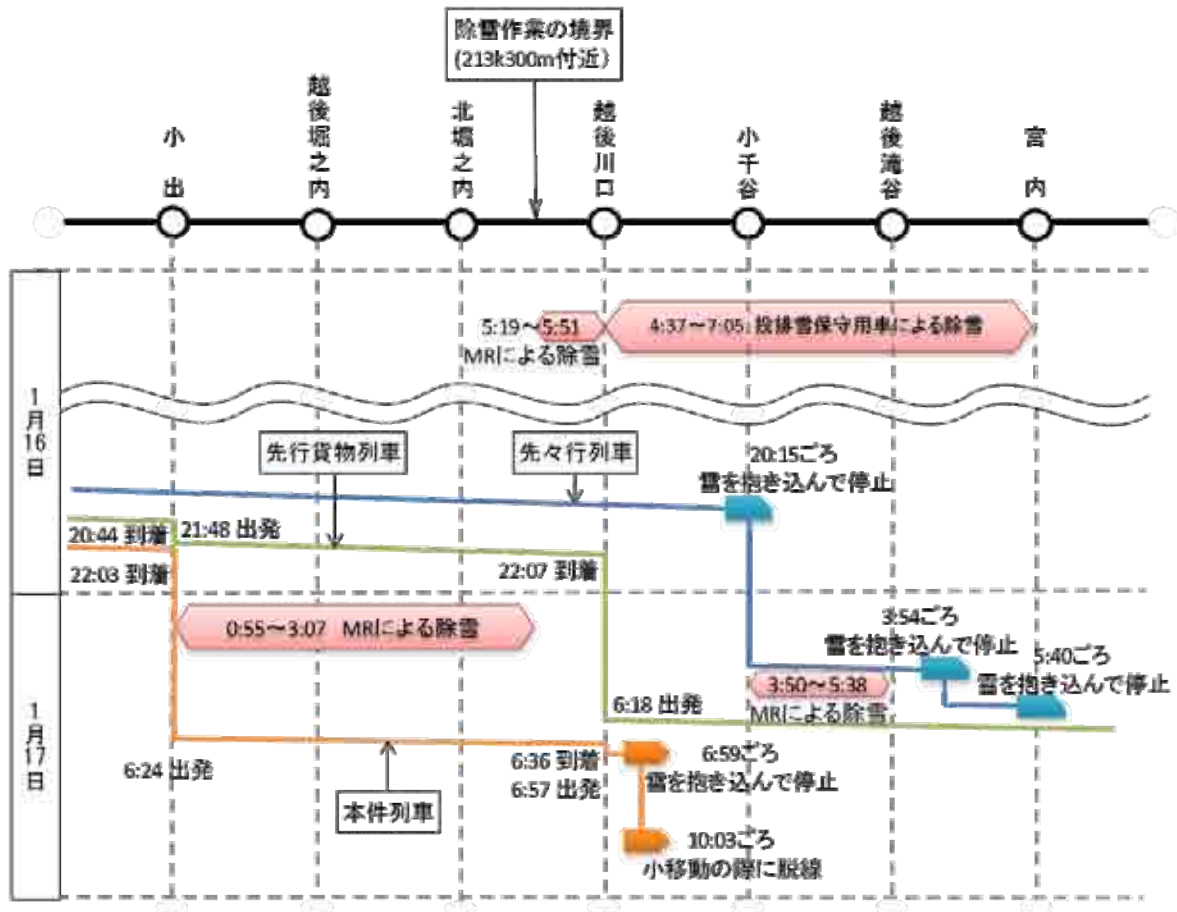 除雪作業の境界
(213k300m付近)
小出
越後堀之内
北堀之内
越後川口
小千谷
越後滝谷
宮内
1月16日
5:19～5:51
MRによる除雪
4:37～7:05 投排雪保守用車による除雪
先行貨物列車
先々行列車
20:15ごろ
雪を抱き込んで停止
20:44 到着
21:48 出発
22:03 到着
22:07 到着
1月17日
0:55～3:07 MRによる除雪
3:54ごろ
雪を抱き込んで停止
5:40ごろ
雪を抱き込んで停止
3:50～5:38
MRによる除雪
6:18 出発
6:24 出発
6:36 到着
6:57 出発
6:59ごろ
雪を抱き込んで停止
本件列車
10:03ごろ
小移動の際に脱線